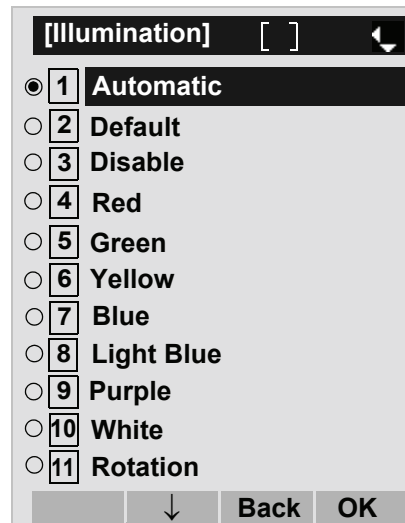 [Illumination] [ ]
1 Automatic
2 Default
3 Disable
4 Red
5 Green
6 Yellow
7 Blue
8 Light Blue
9 Purple
10 White
11 Rotation
↓ Back OK